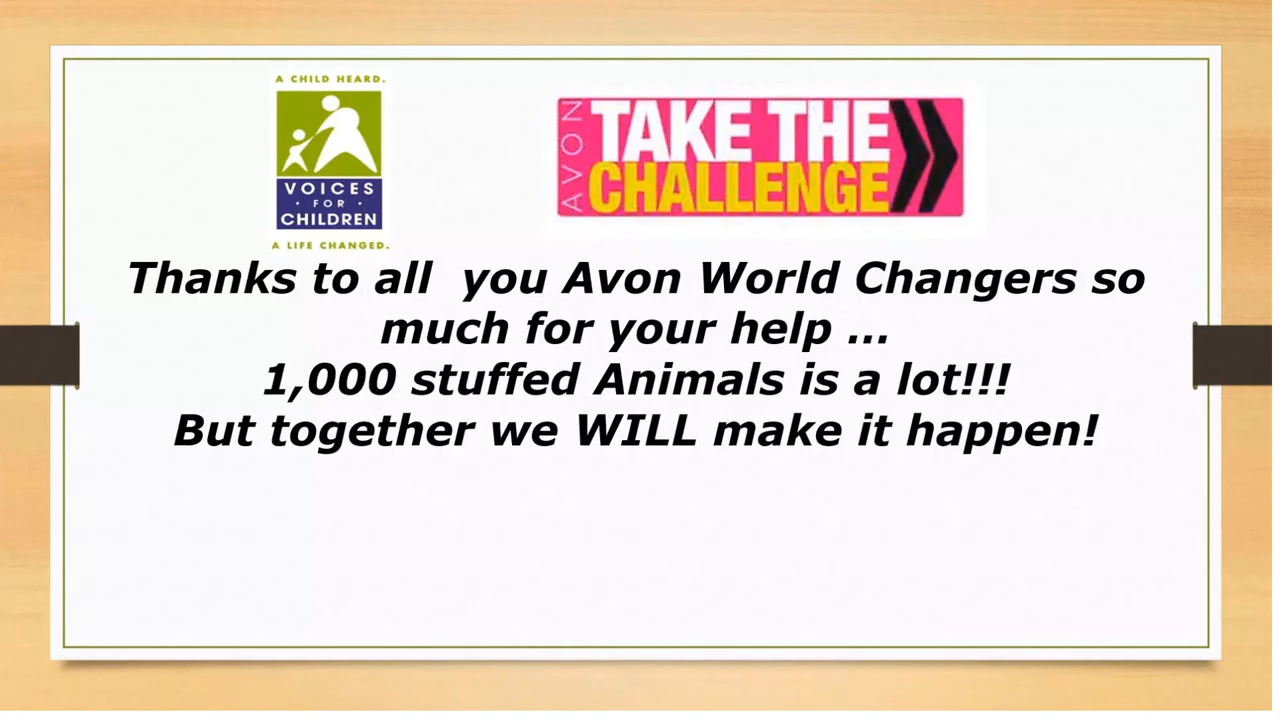 A CHILD HEARD.
VOICES
· FOR ·
CHILDREN
A LIFE CHANGED.
AVON
TAKE THE
CHALLENGE
Thanks to all  you Avon World Changers so
much for your help ...
1,000 stuffed Animals is a lot!!!
But together we WILL make it happen!